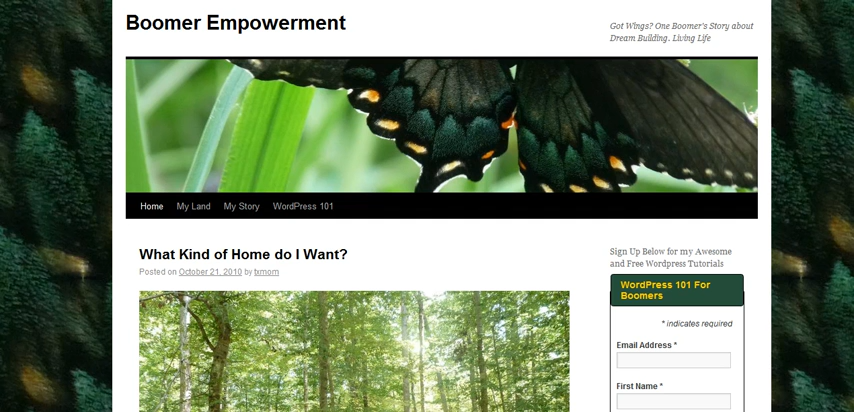 Boomer Empowerment
Got Wings? One Boomer's Story about
Dream Building. Living Life
Home My Land My Story WordPress 101
What Kind of Home do I Want?
Posted on October 21, 2010 by txmom
Sign Up Below for my Awesome
and Free Wordpress Tutorials
WordPress 101 For
Boomers
* indicates required
Email Address *
First Name *